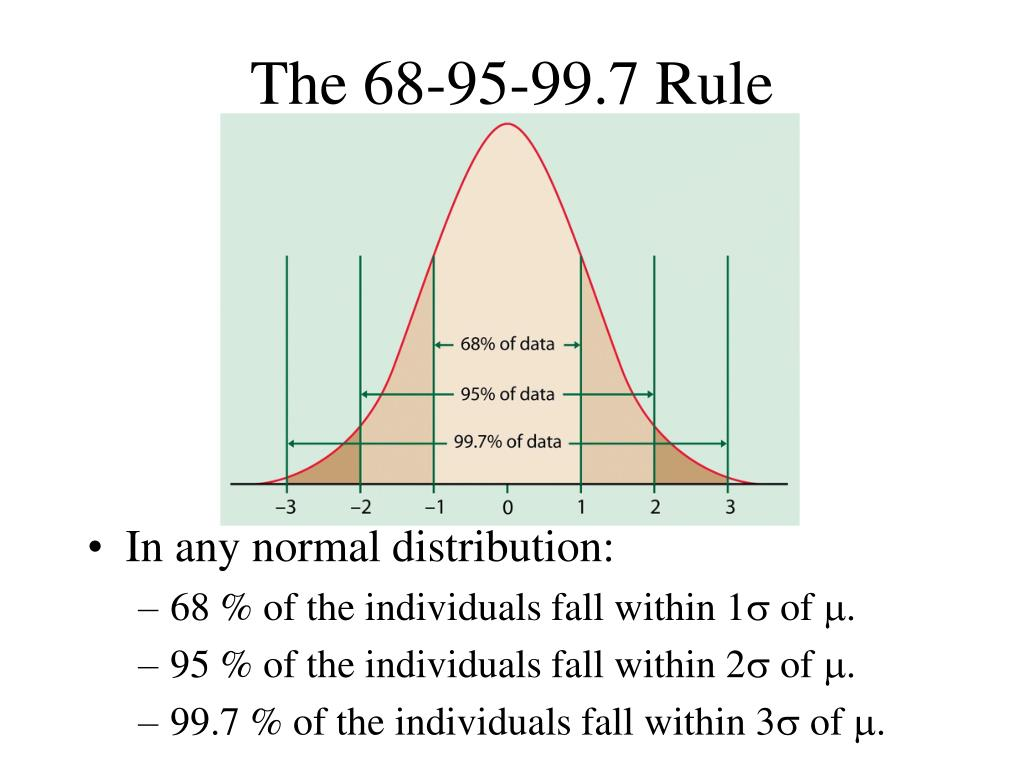 The 68-95-99.7 Rule
68% of data
95% of data
99.7% of data
–3 –2 –1 0 1 2 3
• In any normal distribution:
– 68 % of the individuals fall within 1σ of μ.
– 95 % of the individuals fall within 2σ of μ.
– 99.7 % of the individuals fall within 3σ of μ.